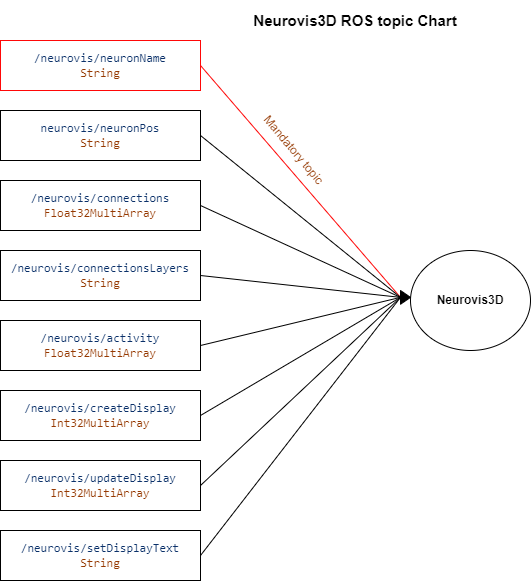 Neurovis3D ROS topic Chart
/neurovis/neuronName
String
Mandatory topic
neurovis/neuronPos
String
/neurovis/connections
Float32MultiArray
/neurovis/connectionsLayers
String
Neurovis3D
/neurovis/activity
Float32MultiArray
/neurovis/createDisplay
Int32MultiArray
/neurovis/updateDisplay
Int32MultiArray
/neurovis/setDisplayText
String